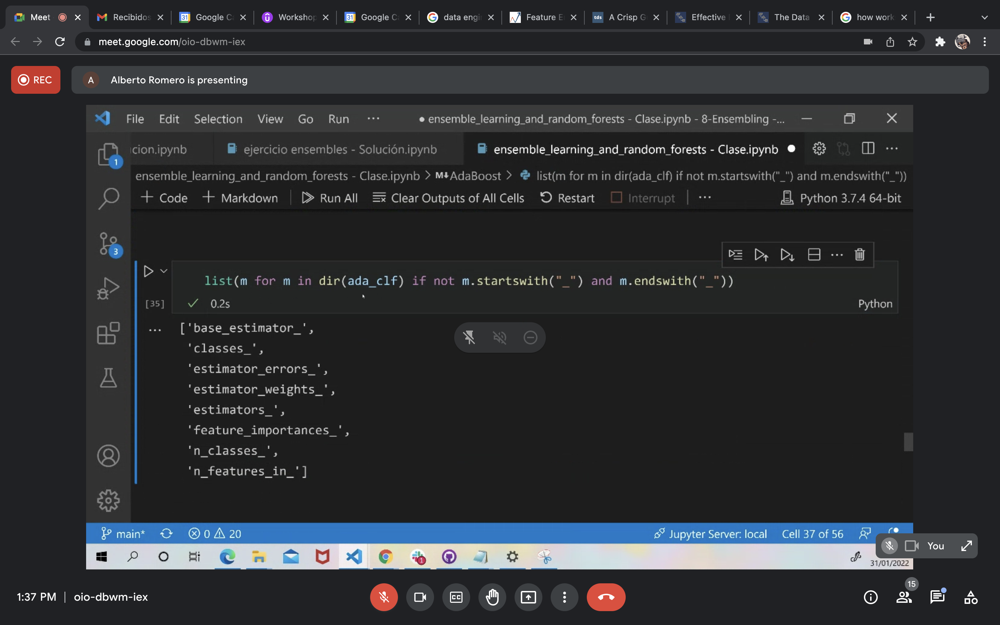 Meet
Recibidos
31 Google Ca
Workshop
31 Google Ca
data engi
Feature E
tds A Crisp G
Effective
The Data
how work
meet.google.com/oio-dbwm-iex
REC
A Alberto Romero is presenting
File Edit Selection View Go Run ··· ● ensemble_learning_and_random_forests - Clase.ipynb - 8-Ensembling -...
cion.ipynb ejercicio ensembles - Solución.ipynb ensemble_learning_and_random_forests - Clase.ipynb ●
1
ensemble_learning_and_random_forests - Clase.ipynb > M↓AdaBoost > list(m for m in dir(ada_clf) if not m.startswith("_") and m.endswith("_"))
+ Code + Markdown Run All Clear Outputs of All Cells Restart Interrupt ··· Python 3.7.4 64-bit
3
list(m for m in dir(ada_clf) if not m.startswith("_") and m.endswith("_"))
[35] ✓ 0.2s Python
··· ['base_estimator_',
'classes_',
'estimator_errors_',
'estimator_weights_',
'estimators_',
'feature_importances_',
'n_classes_',
'n_features_in_']
main* 0 20 Jupyter Server: local Cell 37 of 56
You
1
31/01/2022
1:37 PM | oio-dbwm-iex
CC
15